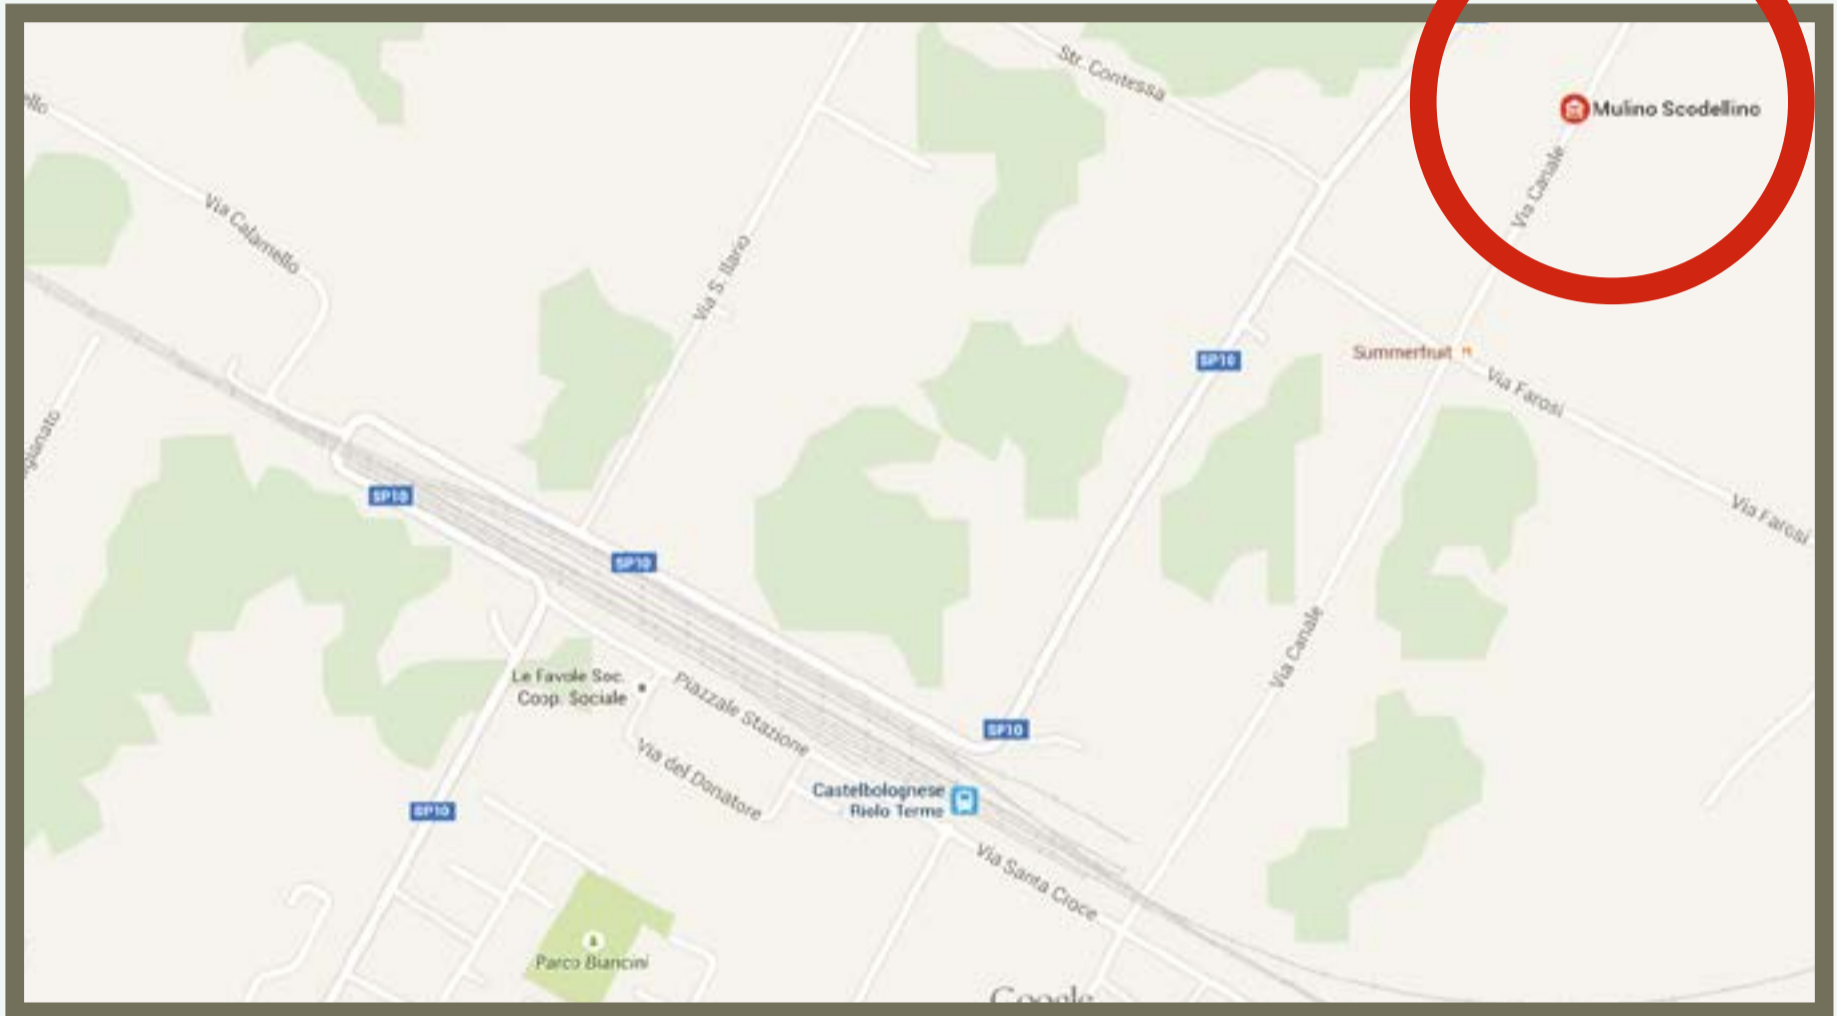 Str. Contessa
Mulino Scodellino
Via Canale
Via Calamello
Via S. Ilario
SP10
Summerfruit
Via Farosi
SP10
Via Farosi
SP10
Via Canale
Le Favole Soc.
Coop. Sociale
Piazzale Stazione
SP10
Via del Donatore
Castelbolognese
Riolo Terme
SP10
Via Santa Croce
Parco Biancini
Google